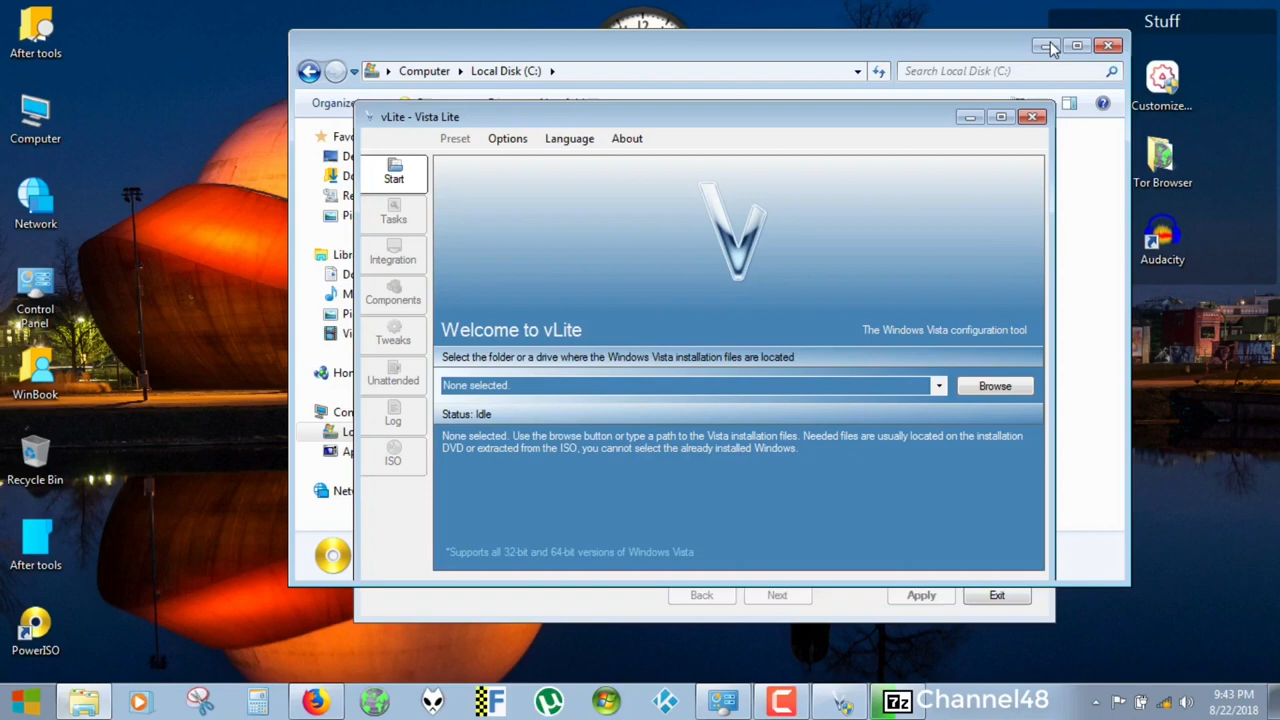 After tools
Computer
Network
Control
Panel
WinBook
Recycle Bin
After tools
PowerISO
12
Stuff
Customize...
Tor Browser
Audacity
Computer
Local Disk (C:)
Search Local Disk (C:)
Organize
vLite - Vista Lite
Preset
Options
Language
About
Start
Tasks
Integration
Components
Tweaks
Unattended
Log
ISO
Welcome to vLite
The Windows Vista configuration tool
Select the folder or a drive where the Windows Vista installation files are located
None selected.
Browse
Status: Idle
None selected. Use the browse button or type a path to the Vista installation files. Needed files are usually located on the installation
DVD or extracted from the ISO, you cannot select the already installed Windows.
*Supports all 32-bit and 64-bit versions of Windows Vista
Back
Next
Apply
Exit
7z
Channel48
9:43 PM
8/22/2018